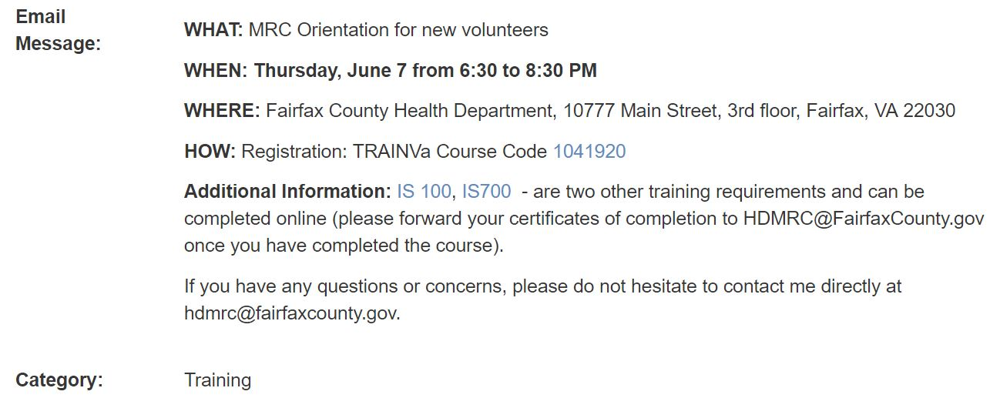 Email
Message:
WHAT: MRC Orientation for new volunteers
WHEN: Thursday, June 7 from 6:30 to 8:30 PM
WHERE: Fairfax County Health Department, 10777 Main Street, 3rd floor, Fairfax, VA 22030
HOW: Registration: TRAINVa Course Code 1041920
Additional Information: IS 100, IS700 - are two other training requirements and can be
completed online (please forward your certificates of completion to HDMRC@FairfaxCounty.gov
once you have completed the course).
If you have any questions or concerns, please do not hesitate to contact me directly at
hdmrc@fairfaxcounty.gov.
Category: Training